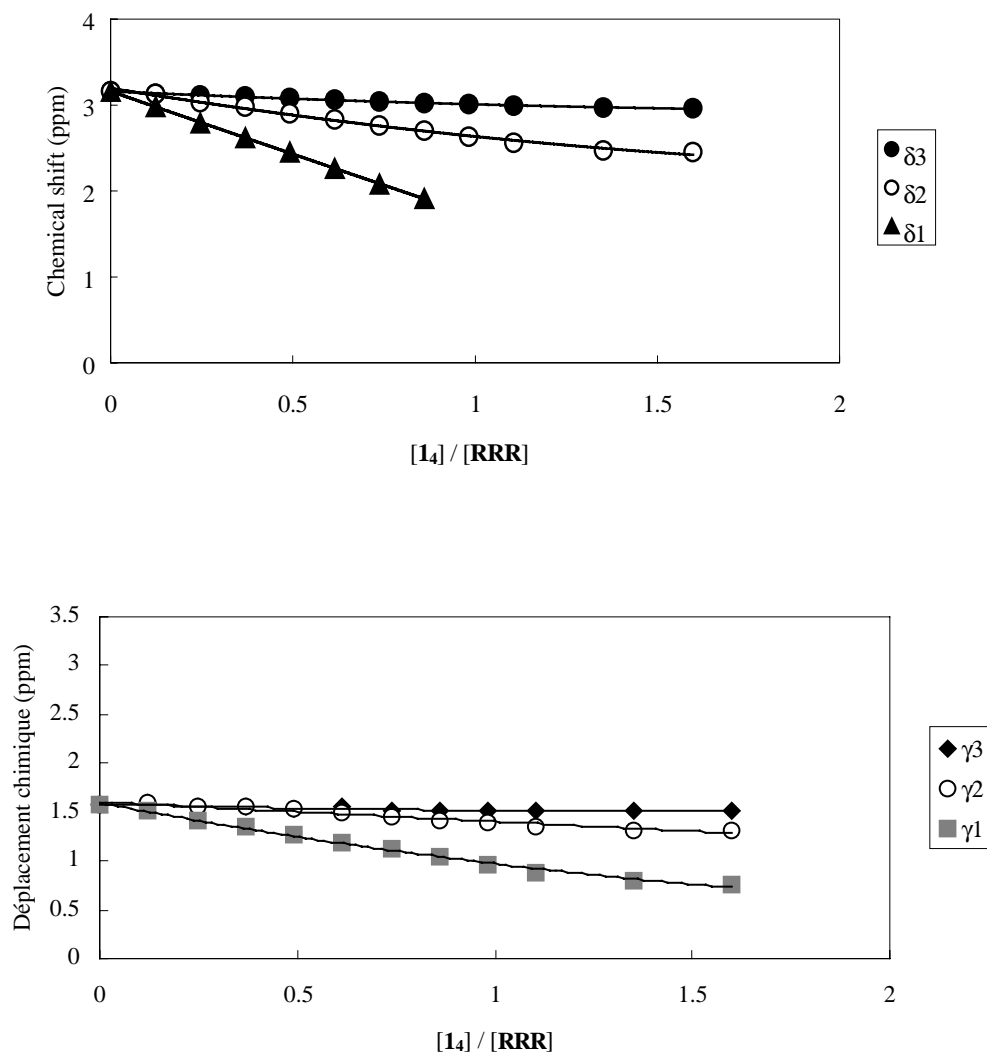 4
3
2
1
0
Chemical shift (ppm)
0 0.5 1 1.5 2
[1₄] / [RRR]
δ3
δ2
δ1
3.5
3
2.5
2
1.5
1
0.5
0
Déplacement chimique (ppm)
0 0.5 1 1.5 2
[1₄] / [RRR]
γ3
γ2
γ1